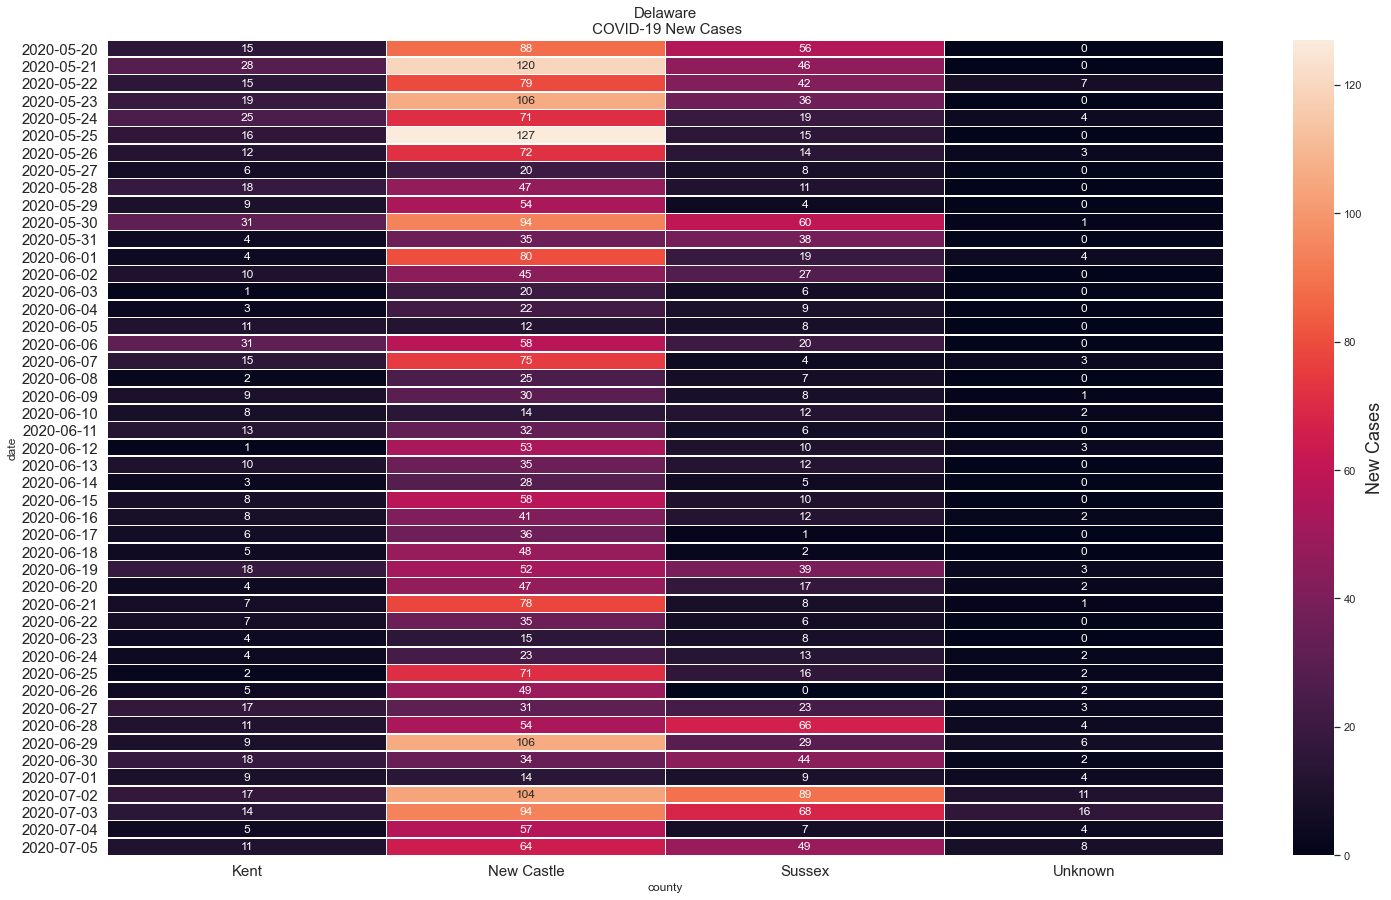 Delaware
COVID-19 New Cases
2020-05-20 15 88 56 0
2020-05-21 28 120 46 0
2020-05-22 15 79 42 7
2020-05-23 19 106 36 0
2020-05-24 25 71 19 4
2020-05-25 16 127 15 0
2020-05-26 12 72 14 3
2020-05-27 6 20 8 0
2020-05-28 18 47 11 0
2020-05-29 9 54 4 0
2020-05-30 31 94 60 1
2020-05-31 4 35 38 0
2020-06-01 4 80 19 4
2020-06-02 10 45 27 0
2020-06-03 1 20 6 0
2020-06-04 3 22 9 0
2020-06-05 11 12 8 0
2020-06-06 31 58 20 0
2020-06-07 15 75 4 3
2020-06-08 2 25 7 0
2020-06-09 9 30 8 1
2020-06-10 8 14 12 2
2020-06-11 13 32 6 0
2020-06-12 1 53 10 3
2020-06-13 10 35 12 0
2020-06-14 3 28 5 0
2020-06-15 8 58 10 0
2020-06-16 8 41 12 2
2020-06-17 6 36 1 0
2020-06-18 5 48 2 0
2020-06-19 18 52 39 3
2020-06-20 4 47 17 2
2020-06-21 7 78 8 1
2020-06-22 7 35 6 0
2020-06-23 4 15 8 0
2020-06-24 4 23 13 2
2020-06-25 2 71 16 2
2020-06-26 5 49 0 2
2020-06-27 17 31 23 3
2020-06-28 11 54 66 4
2020-06-29 9 106 29 6
2020-06-30 18 34 44 2
2020-07-01 9 14 9 4
2020-07-02 17 104 89 11
2020-07-03 14 94 68 16
2020-07-04 5 57 7 4
2020-07-05 11 64 49 8
Kent New Castle Sussex Unknown
county
date
120
100
80
60
40
20
0
New Cases